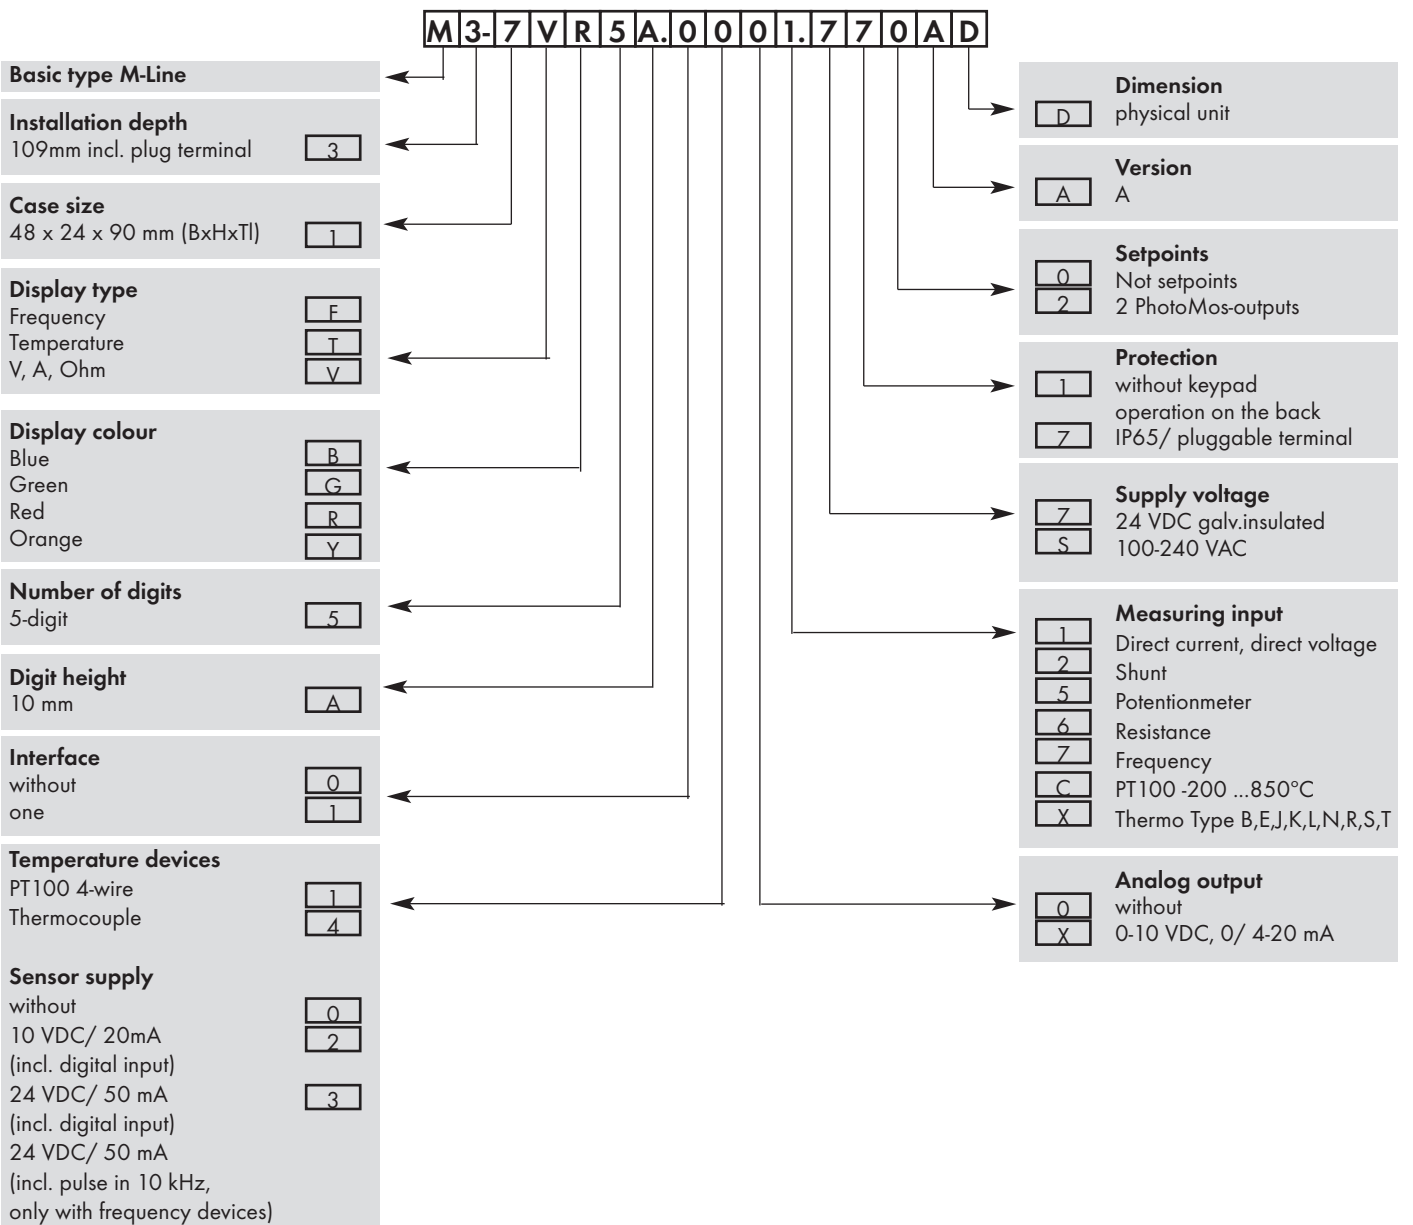 M3-7VR5A.0001.770AD
Basic type M-Line
Installation depth
109mm incl. plug terminal 3
Case size
48 x 24 x 90 mm (BxHxTl) 1
Display type
Frequency F
Temperature T
V, A, Ohm V
Display colour
Blue B
Green G
Red R
Orange Y
Number of digits
5-digit 5
Digit height
10 mm A
Interface
without 0
one 1
Temperature devices
PT100 4-wire 1
Thermocouple 4
Sensor supply
without 0
10 VDC/ 20mA 2
(incl. digital input)
24 VDC/ 50 mA 3
(incl. digital input)
24 VDC/ 50 mA
(incl. pulse in 10 kHz,
only with frequency devices)
Dimension
D physical unit
Version
A A
Setpoints
0 Not setpoints
2 2 PhotoMos-outputs
Protection
1 without keypad
operation on the back
7 IP65/ pluggable terminal
Supply voltage
7 24 VDC galv.insulated
S 100-240 VAC
Measuring input
1 Direct current, direct voltage
2 Shunt
5 Potentionmeter
6 Resistance
7 Frequency
C PT100 -200 ...850°C
X Thermo Type B,E,J,K,L,N,R,S,T
Analog output
0 without
X 0-10 VDC, 0/ 4-20 mA